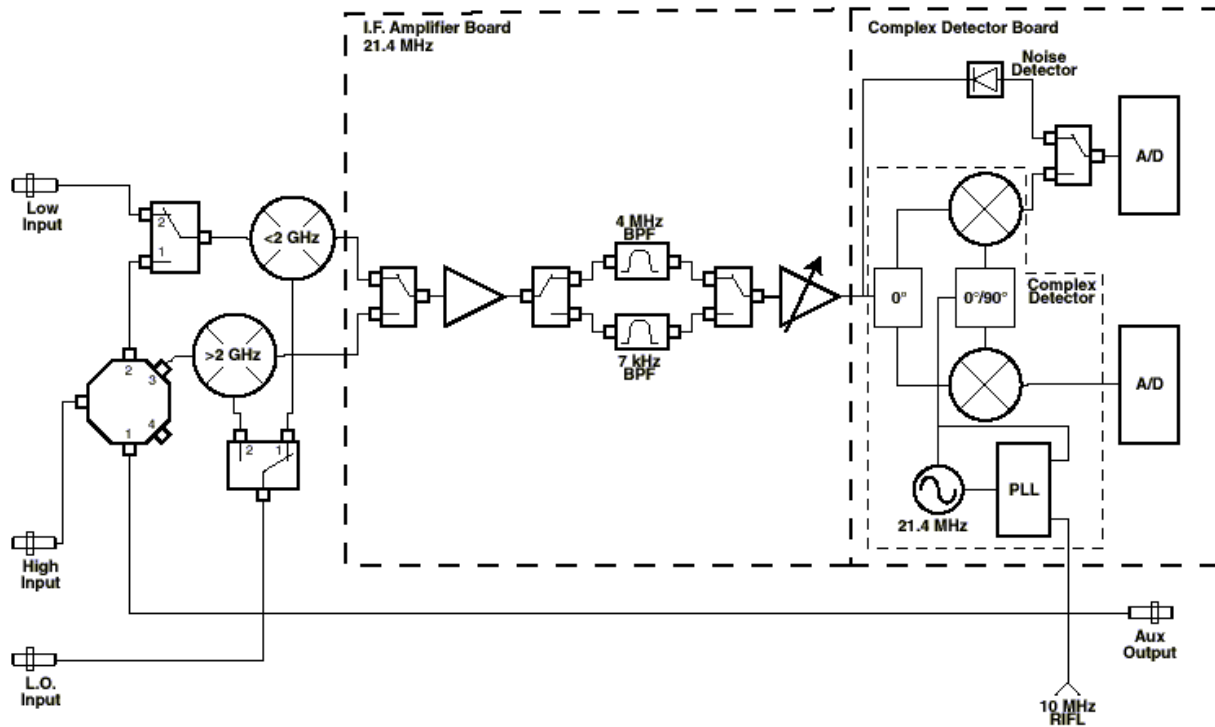 I.F. Amplifier Board
21.4 MHz
Complex Detector Board
Noise
Detector
A/D
Low
Input
2
1
<2 GHz
4 MHz
BPF
0°
0°/90°
Complex
Detector
>2 GHz
7 kHz
BPF
A/D
2
3
1
4
2
1
PLL
21.4 MHz
High
Input
Aux
Output
L.O.
Input
10 MHz
RIFL